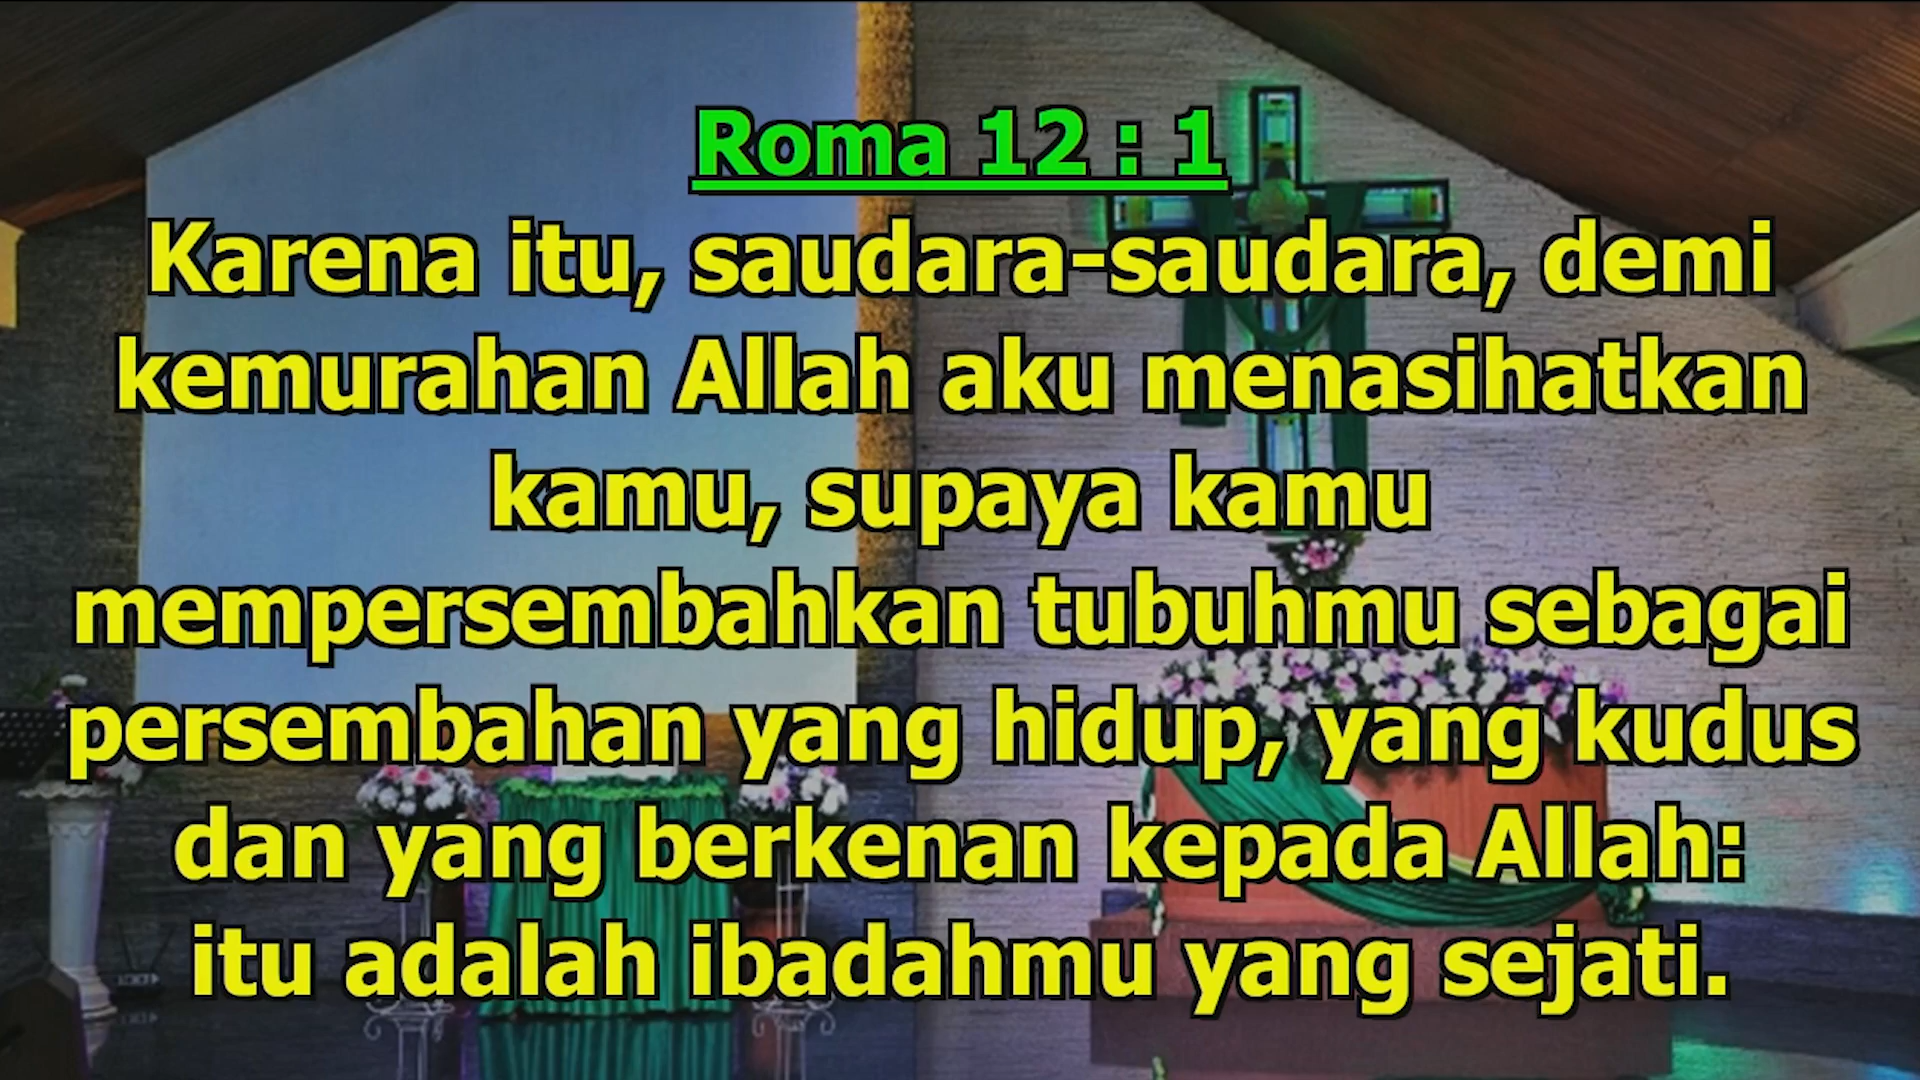 Roma 12 : 1
Karena itu, saudara-saudara, demi
kemurahan Allah aku menasihatkan
kamu, supaya kamu
mempersembahkan tubuhmu sebagai
persembahan yang hidup, yang kudus
dan yang berkenan kepada Allah:
itu adalah ibadahmu yang sejati.